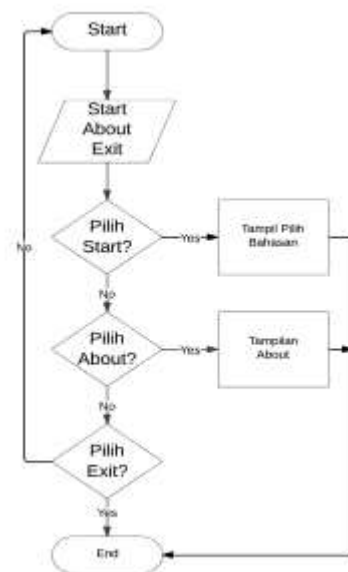 Start
Start
About
Exit
Pilih
Start?
Yes
Tampil Pilih
Bahasan
No
No
Pilih
About?
Yes
Tampilan
About
No
Pilih
Exit?
Yes
End